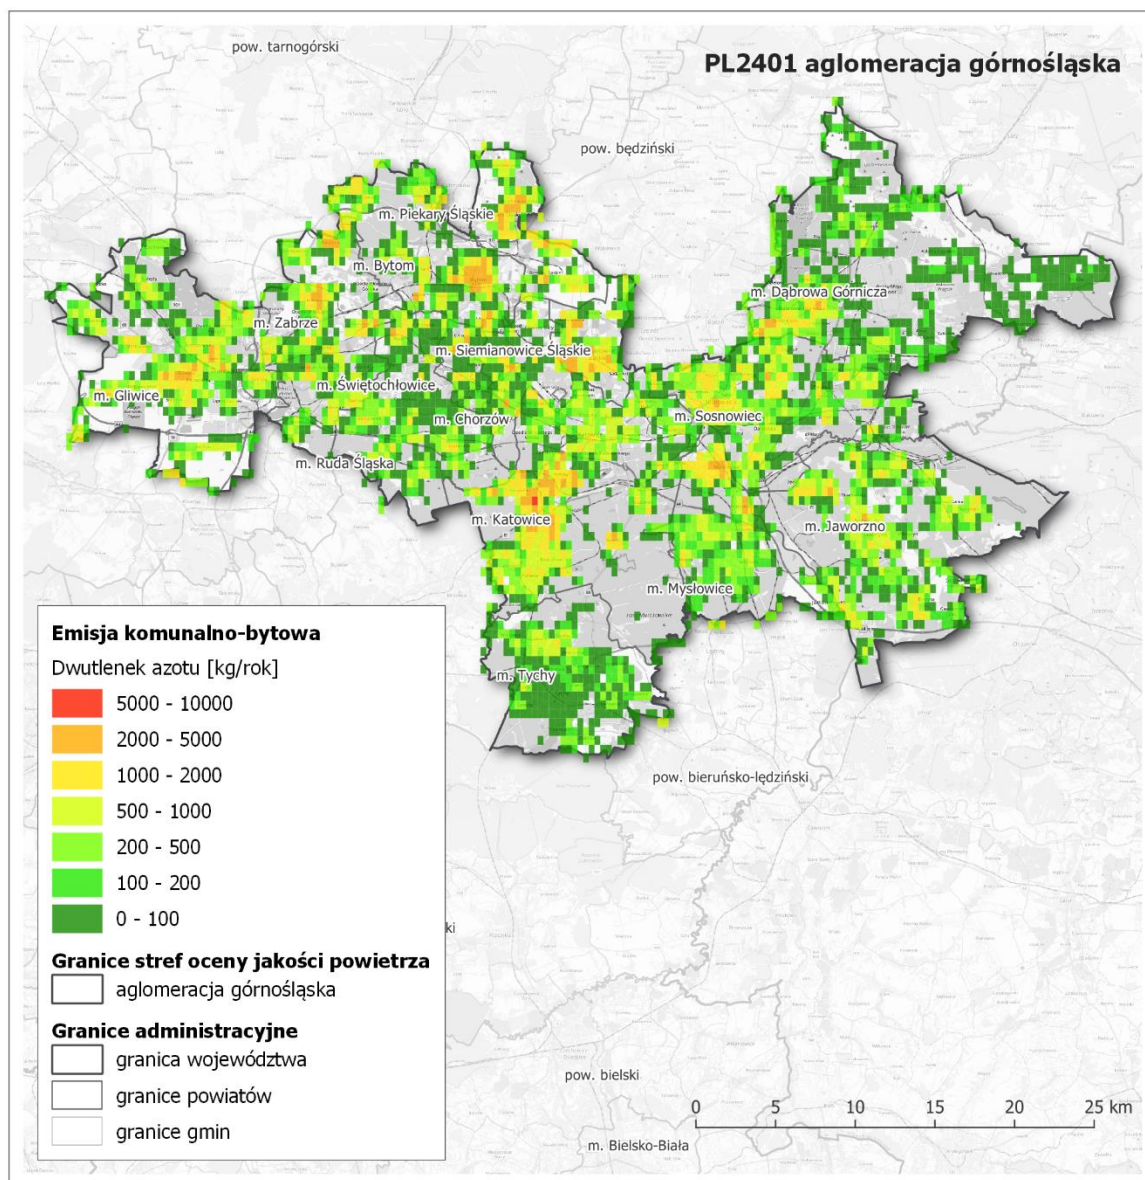 pow. tarnogórski
PL2401 aglomeracja górnośląska
pow. będziński
m. Piekary Śląskie
m. Bytom
m. Dąbrowa Górnicza
m. Zabrze
m. Siemianowice Śląskie
m. Świętochłowice
m. Gliwice
m. Chorzów
m. Sosnowiec
m. Ruda Śląska
m. Katowice
m. Jaworzno
m. Mysłowice
m. Tychy
pow. bieruńsko-lędziński
Emisja komunalno-bytowa
Dwutlenek azotu [kg/rok]
5000 - 10000
2000 - 5000
1000 - 2000
500 - 1000
200 - 500
100 - 200
0 - 100
ki
Granice stref oceny jakości powietrza
aglomeracja górnośląska
Granice administracyjne
granica województwa
granice powiatów
granice gmin
pow. bielski
0 5 10 15 20 25 km
m. Bielsko-Biała